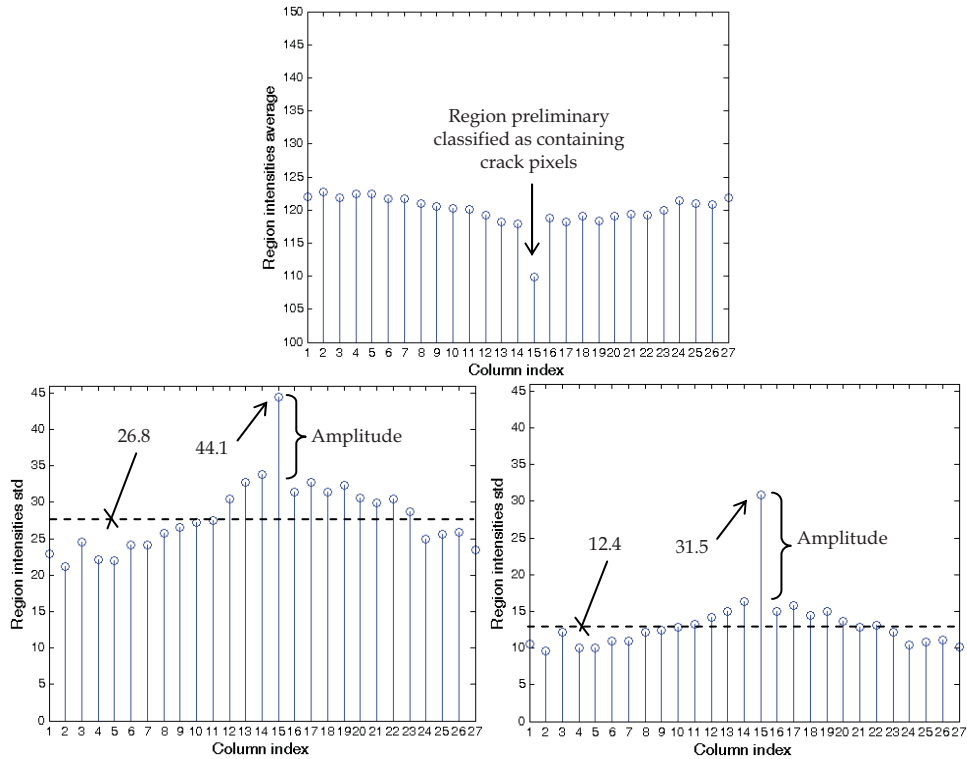 150
145
140
135
130
125
120
115
110
105
100
Region intensities average
Region preliminary
classified as containing
crack pixels
1 2 3 4 5 6 7 8 9 10 11 12 13 14 15 16 17 18 19 20 21 22 23 24 25 26 27
Column index
45
40
35
30
25
20
15
10
5
0
Region intensities std
26.8
44.1
Amplitude
1 2 3 4 5 6 7 8 9 10 11 12 13 14 15 16 17 18 19 20 21 22 23 24 25 26 27
Column index
45
40
35
30
25
20
15
10
5
0
Region intensities std
12.4
31.5
Amplitude
1 2 3 4 5 6 7 8 9 10 11 12 13 14 15 16 17 18 19 20 21 22 23 24 25 26 27
Column index